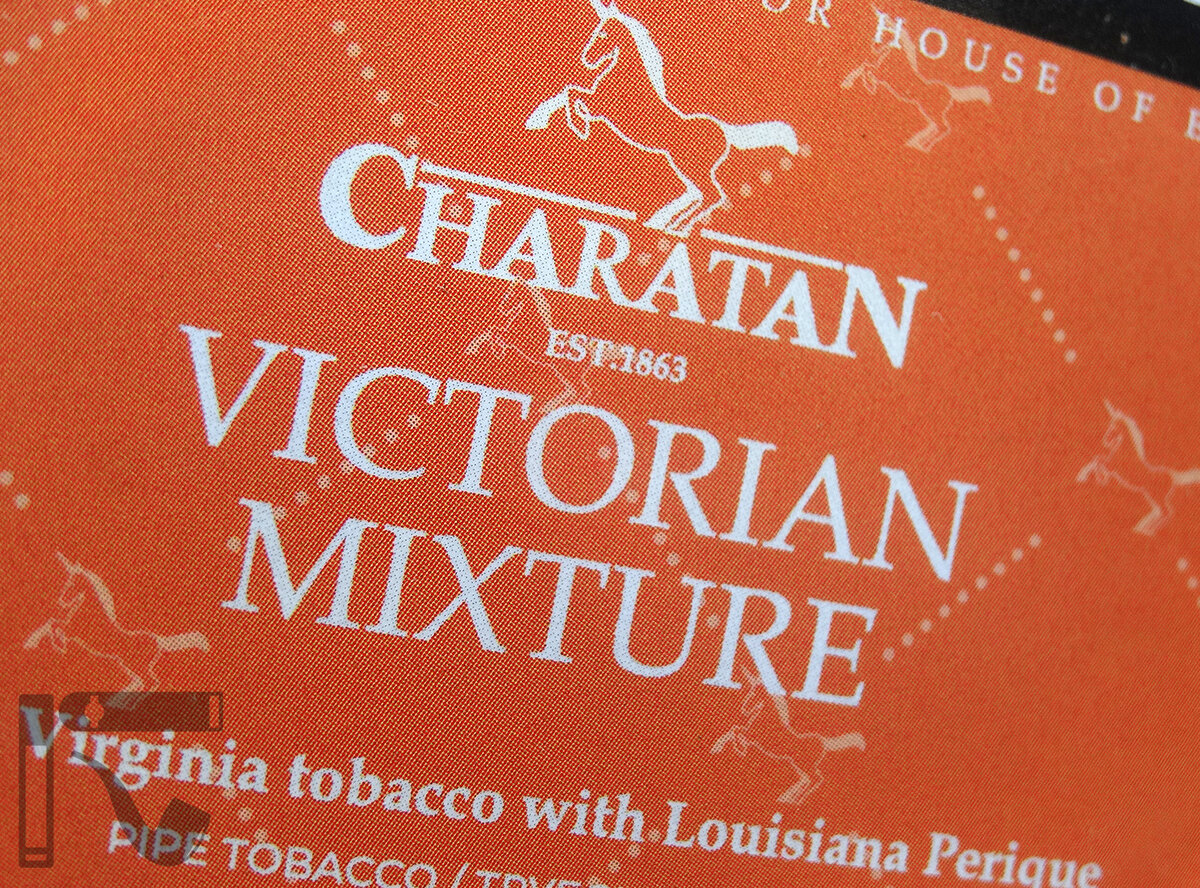 HOUSE OF
CHARATAN
EST.1863
VICTORIAN
MIXTURE
Virginia tobacco with Louisiana Perique
PIPE TOBACCO /